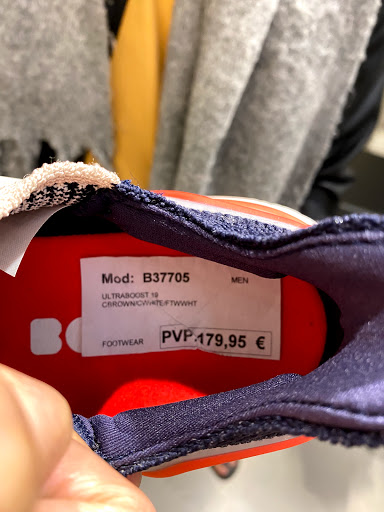 Mod: B37705 MEN
ULTRABOOST 19
CBROWN/CWHITE/FTWWHT
FOOTWEAR PVP 179,95 €